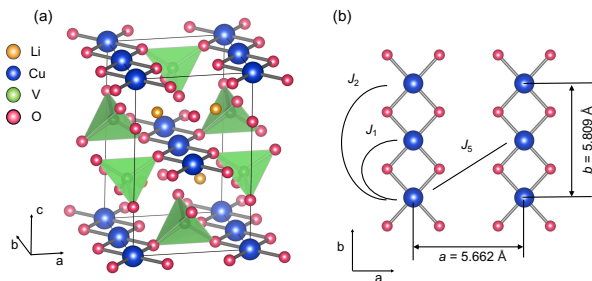 (a)
Li
Cu
V
O
c
b
a
(b)
J2
J1
J5
b = 5.809 Å
a = 5.662 Å
b
a